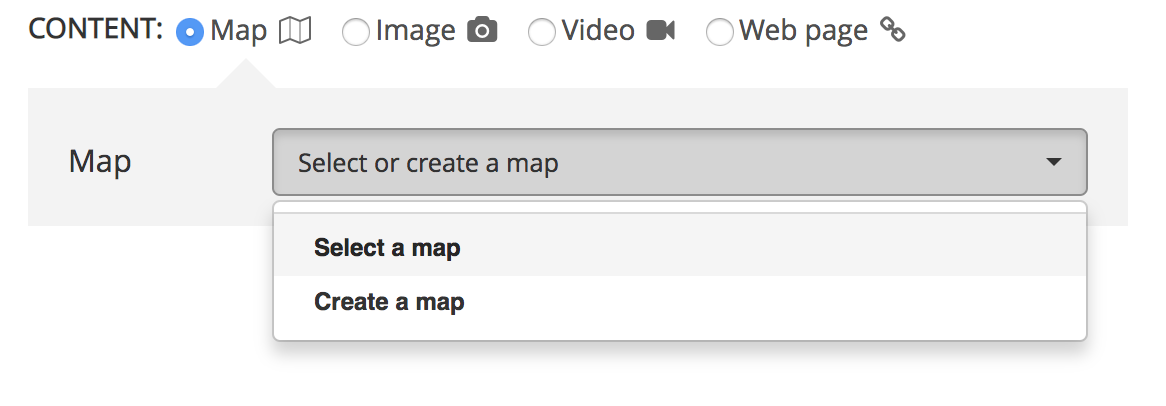 CONTENT: Map Image Video Web page
Map Select or create a map
Select a map
Create a map